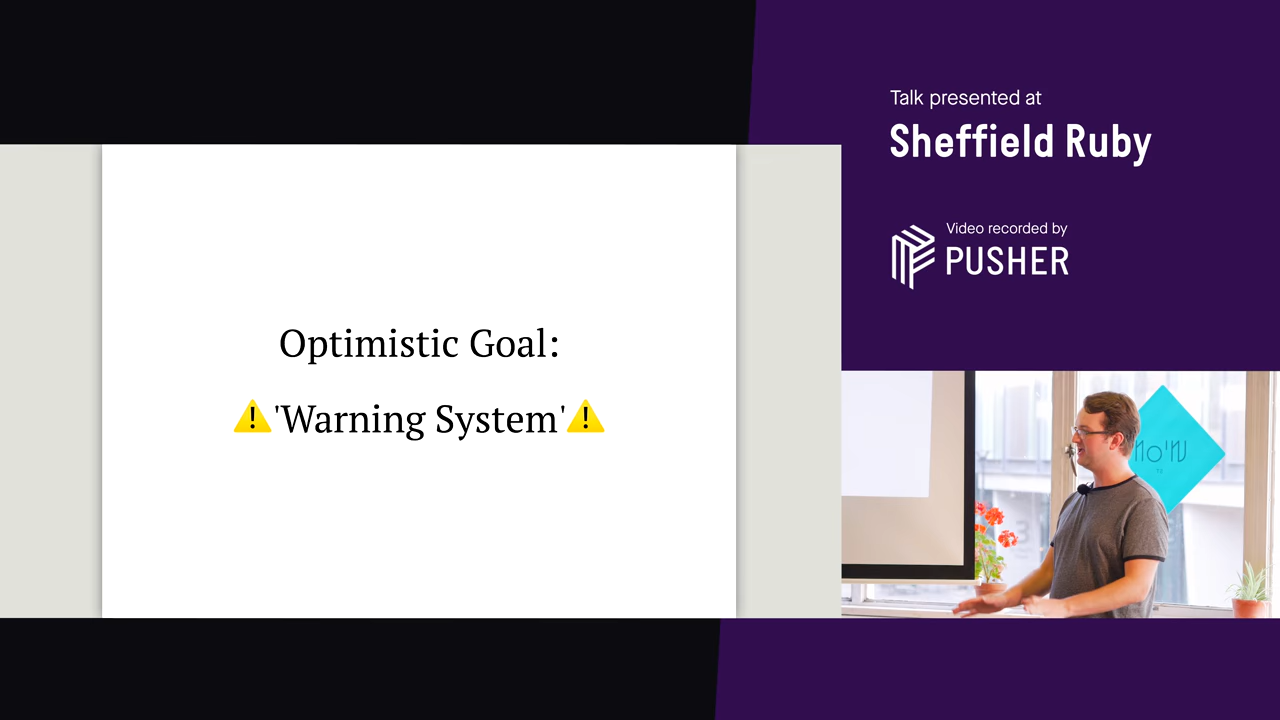 Talk presented at
Sheffield Ruby
Video recorded by
PUSHER
Optimistic Goal:
⚠️'Warning System'⚠️